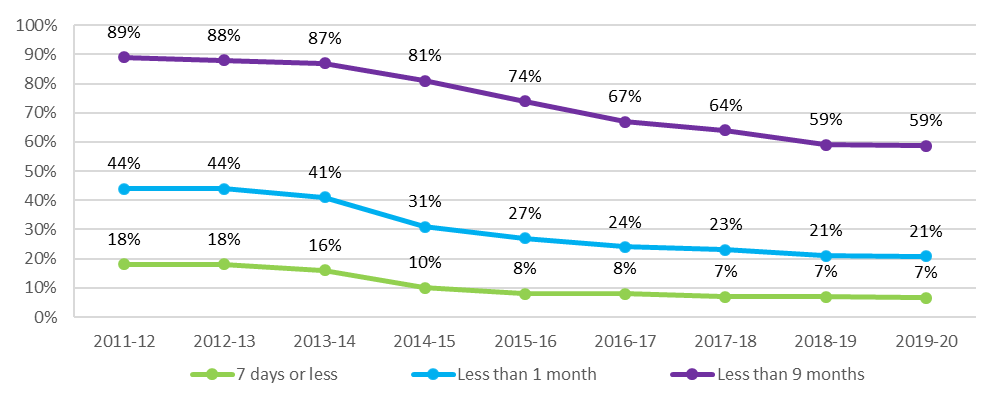 100%
90%
80%
70%
60%
50%
40%
30%
20%
10%
0%
89% 88% 87% 81% 74% 67% 64% 59% 59%
44% 44% 41% 31% 27% 24% 23% 21% 21%
18% 18% 16% 10% 8% 8% 7% 7% 7%
2011-12 2012-13 2013-14 2014-15 2015-16 2016-17 2017-18 2018-19 2019-20
7 days or less Less than 1 month Less than 9 months